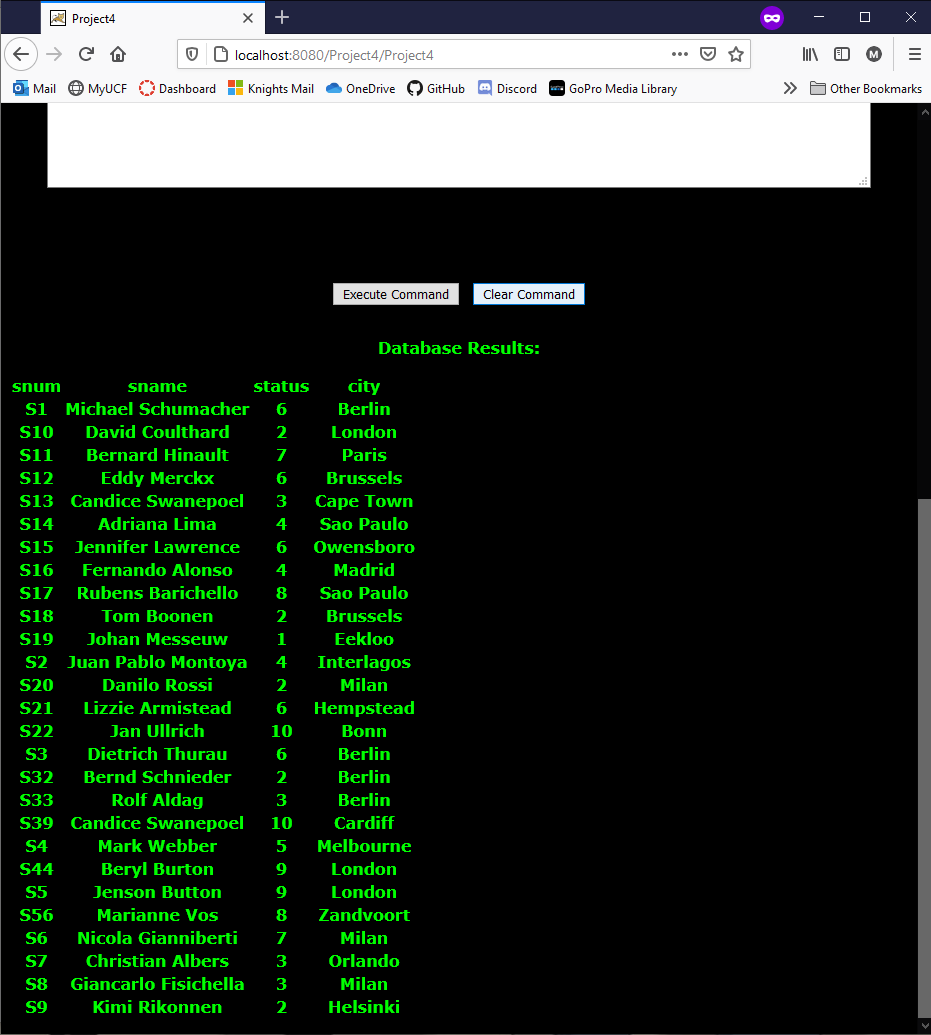 Project4
localhost:8080/Project4/Project4
M
Mail MyUCF Dashboard Knights Mail OneDrive GitHub Discord GoPro Media Library Other Bookmarks
Execute Command Clear Command
Database Results:
snum sname status city
S1 Michael Schumacher 6 Berlin
S10 David Coulthard 2 London
S11 Bernard Hinault 7 Paris
S12 Eddy Merckx 6 Brussels
S13 Candice Swanepoel 3 Cape Town
S14 Adriana Lima 4 Sao Paulo
S15 Jennifer Lawrence 6 Owensboro
S16 Fernando Alonso 4 Madrid
S17 Rubens Barichello 8 Sao Paulo
S18 Tom Boonen 2 Brussels
S19 Johan Messeuw 1 Eekloo
S2 Juan Pablo Montoya 4 Interlagos
S20 Danilo Rossi 2 Milan
S21 Lizzie Armistead 6 Hempstead
S22 Jan Ullrich 10 Bonn
S3 Dietrich Thurau 6 Berlin
S32 Bernd Schnieder 2 Berlin
S33 Rolf Aldag 3 Berlin
S39 Candice Swanepoel 10 Cardiff
S4 Mark Webber 5 Melbourne
S44 Beryl Burton 9 London
S5 Jenson Button 9 London
S56 Marianne Vos 8 Zandvoort
S6 Nicola Gianniberti 7 Milan
S7 Christian Albers 3 Orlando
S8 Giancarlo Fisichella 3 Milan
S9 Kimi Rikonnen 2 Helsinki